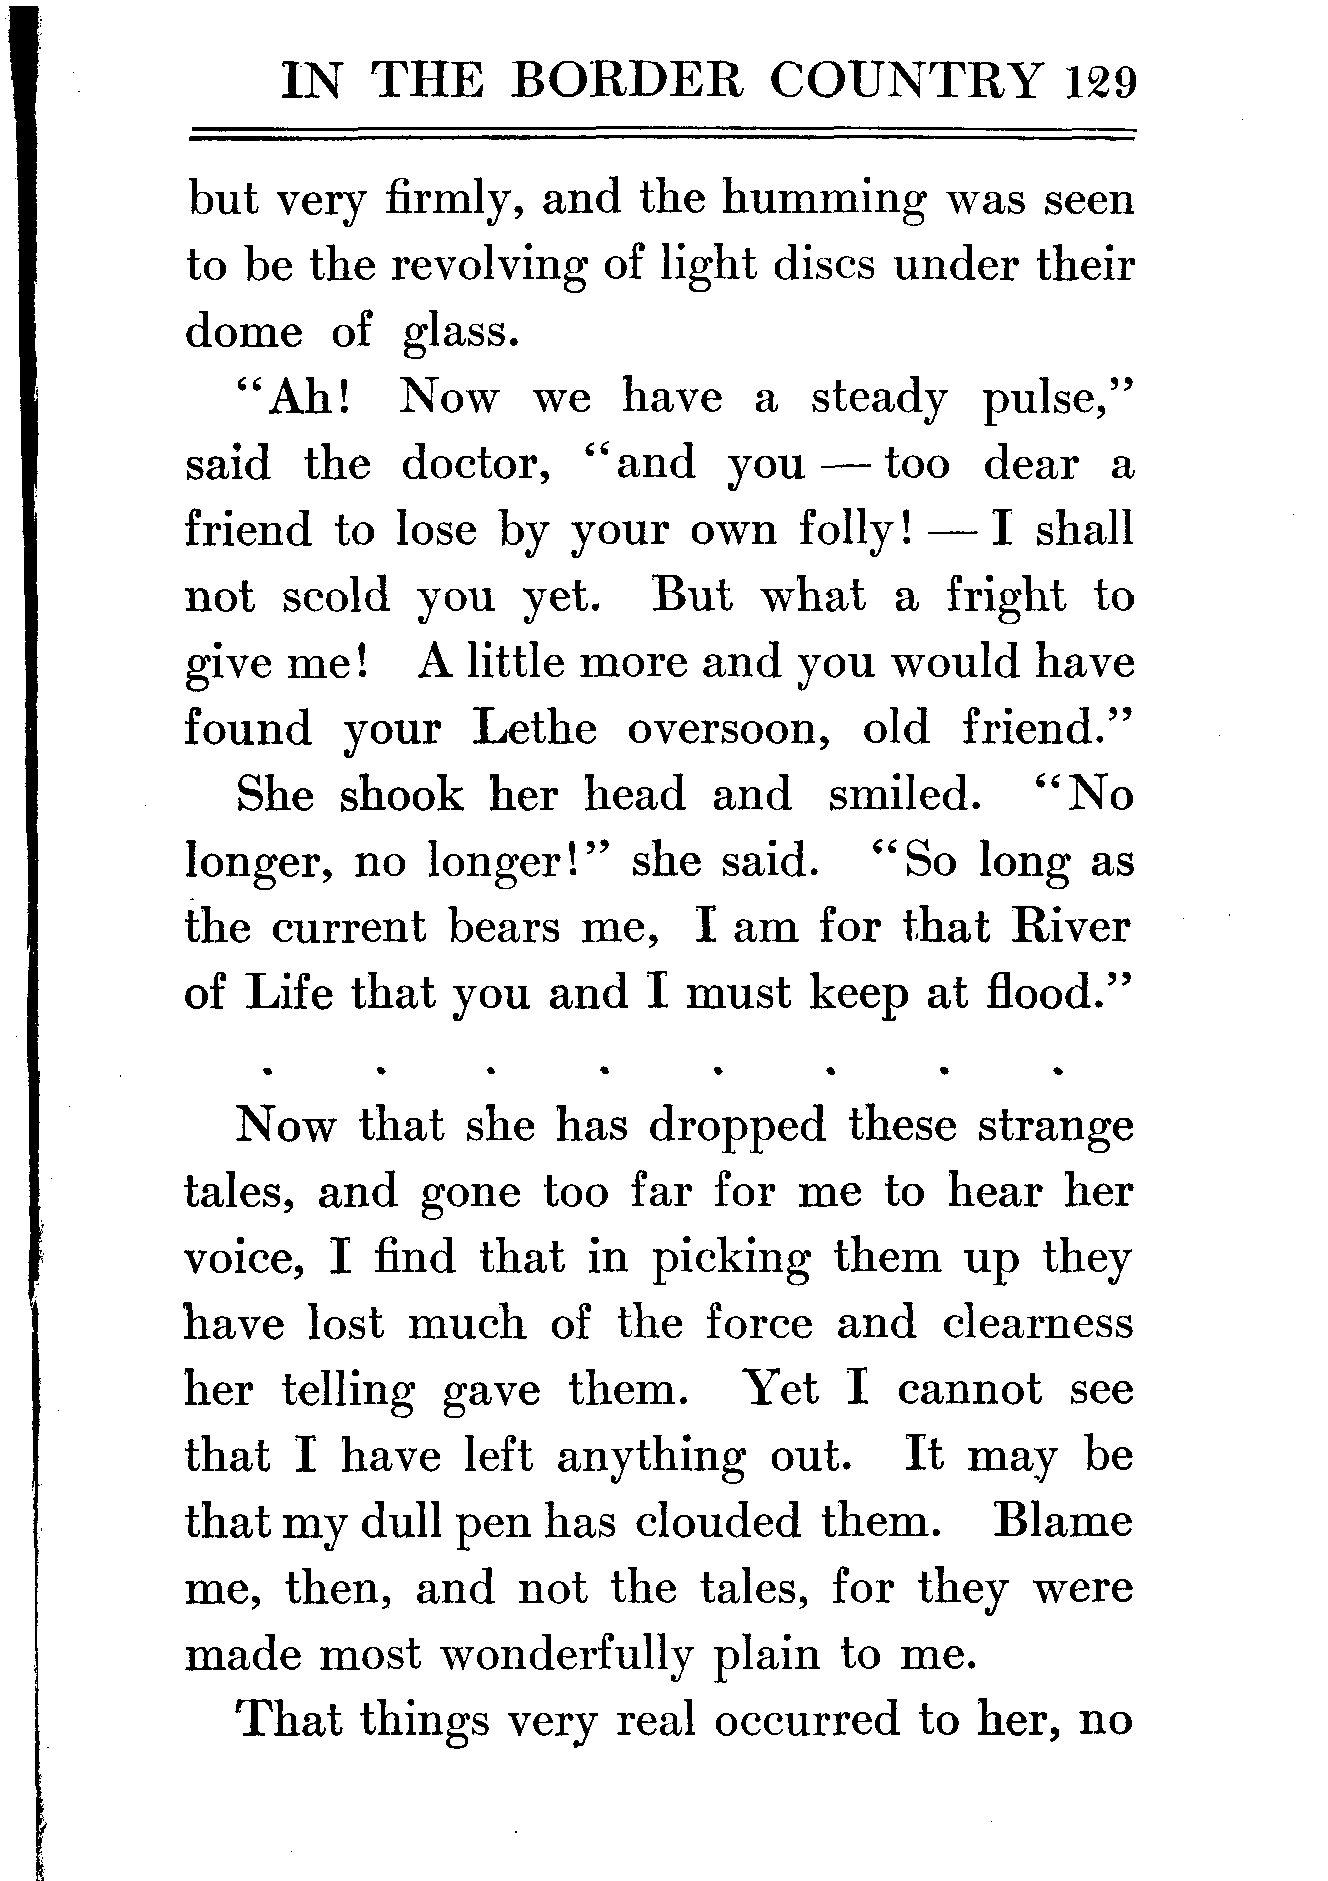 IN THE BORDER COUNTRY 129
but very firmly, and the humming was seen
to be the revolving of light discs under their
dome of glass.
“Ah! Now we have a steady pulse,”
said the doctor, “and you — too dear a
friend to lose by your own folly! — I shall
not scold you yet. But what a fright to
give me! A little more and you would have
found your Lethe oversoon, old friend.”
She shook her head and smiled. “No
longer, no longer!” she said. “So long as
the current bears me, I am for that River
of Life that you and I must keep at flood.”
. . . . . . . .
Now that she has dropped these strange
tales, and gone too far for me to hear her
voice, I find that in picking them up they
have lost much of the force and clearness
her telling gave them. Yet I cannot see
that I have left anything out. It may be
that my dull pen has clouded them. Blame
me, then, and not the tales, for they were
made most wonderfully plain to me.
That things very real occurred to her, no